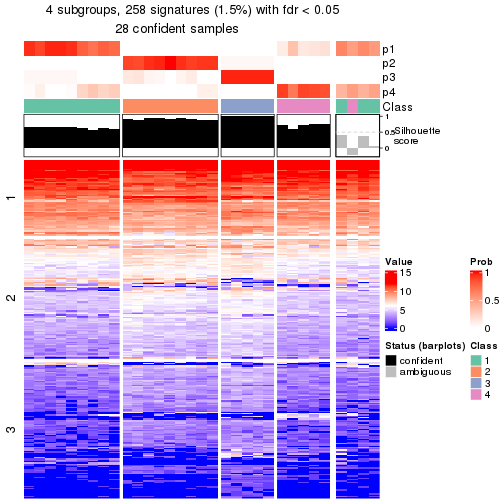 4 subgroups, 258 signatures (1.5%) with fdr < 0.05
28 confident samples
p1
p2
p3
p4
Class
1
0.5
0
Silhouette
score
1
2
3
Value
15
10
5
0
Prob
1
0.5
0
Status (barplots)
confident
ambiguous
Class
1
2
3
4